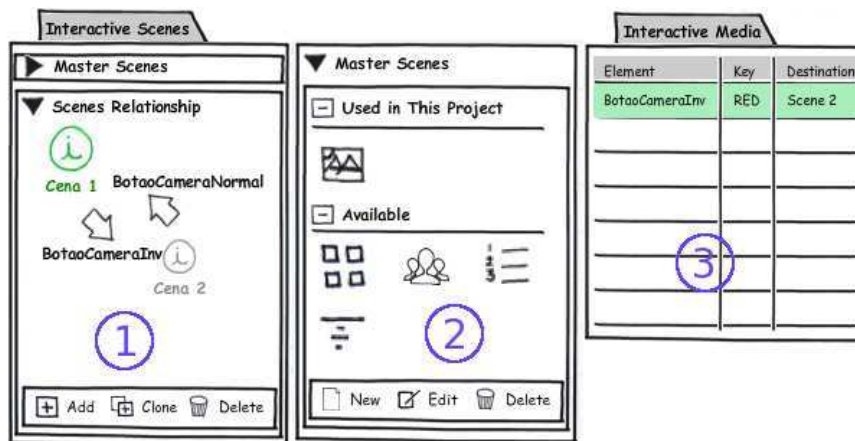 Interactive Scenes
Master Scenes
Scenes Relationship
Cena 1
BotaoCameraNormal
BotaoCameraInv
Cena 2
1
Add Clone Delete
Master Scenes
Used in This Project
Available
2
New Edit Delete
Interactive Media
Element Key Destination
BotaoCameraInv RED Scene 2
3